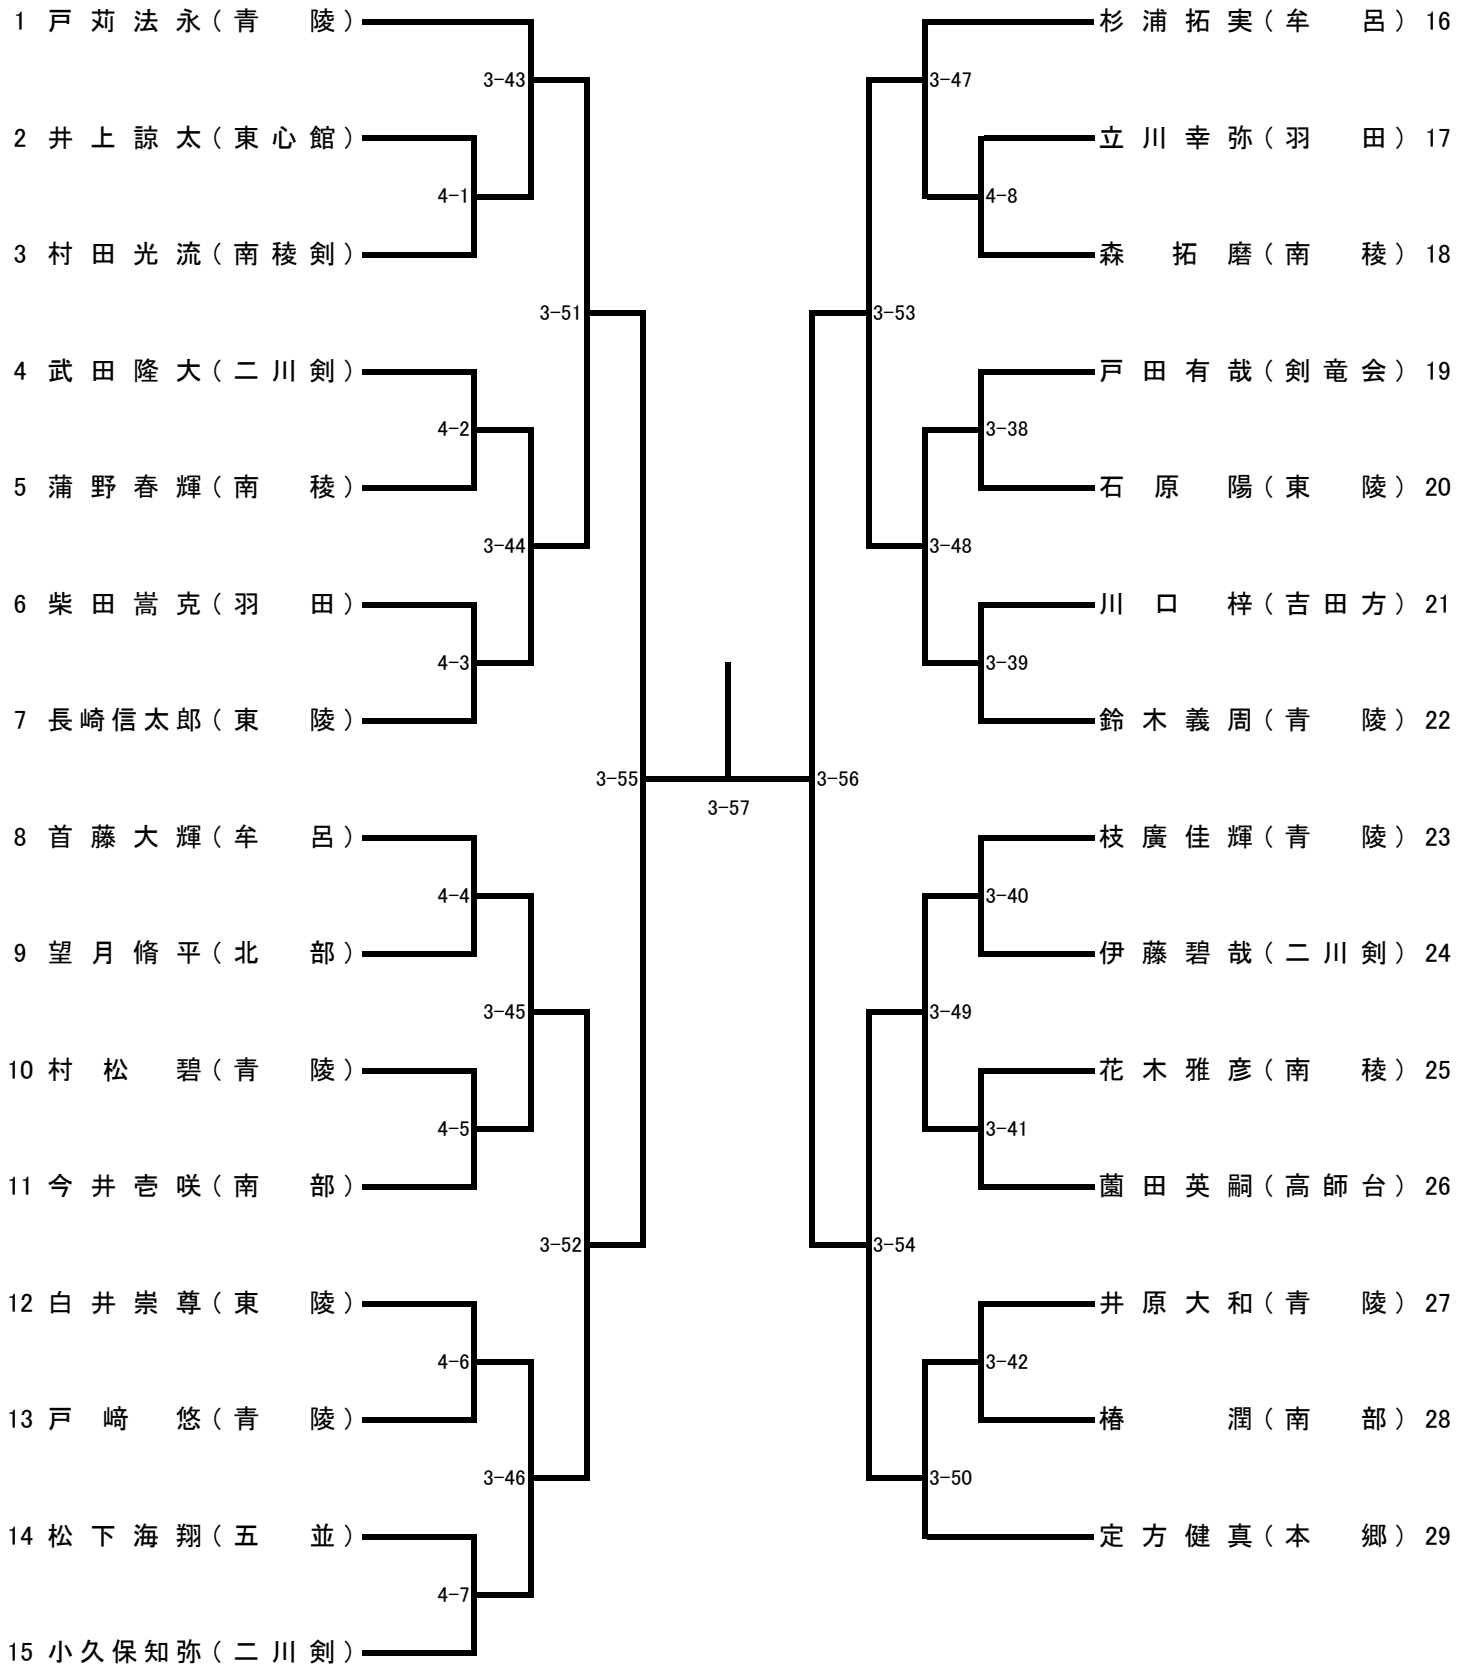 1 戸苅法永(青陵)
3-43
2 井上諒太(東心館)
4-1
3 村田光流(南稜剣)
3-51
4 武田隆大(二川剣)
4-2
5 蒲野春輝(南稜)
3-44
6 柴田嵩克(羽田)
4-3
7 長崎信太郎(東陵)
3-55
8 首藤大輝(牟呂)
4-4
9 望月脩平(北部)
3-45
10 村松碧(青陵)
4-5
11 今井壱咲(南部)
3-52
12 白井崇尊(東陵)
4-6
13 戸﨑悠(青陵)
3-46
14 松下海翔(五並)
4-7
15 小久保知弥(二川剣)
3-57
杉浦拓実(牟呂) 16
3-47
立川幸弥(羽田) 17
4-8
森拓磨(南稜) 18
3-53
戸田有哉(剣竜会) 19
3-38
石原陽(東陵) 20
3-48
川口梓(吉田方) 21
3-39
鈴木義周(青陵) 22
3-56
枝廣佳輝(青陵) 23
3-40
伊藤碧哉(二川剣) 24
3-49
花木雅彦(南稜) 25
3-41
薗田英嗣(高師台) 26
3-54
井原大和(青陵) 27
3-42
椿潤(南部) 28
3-50
定方健真(本郷) 29